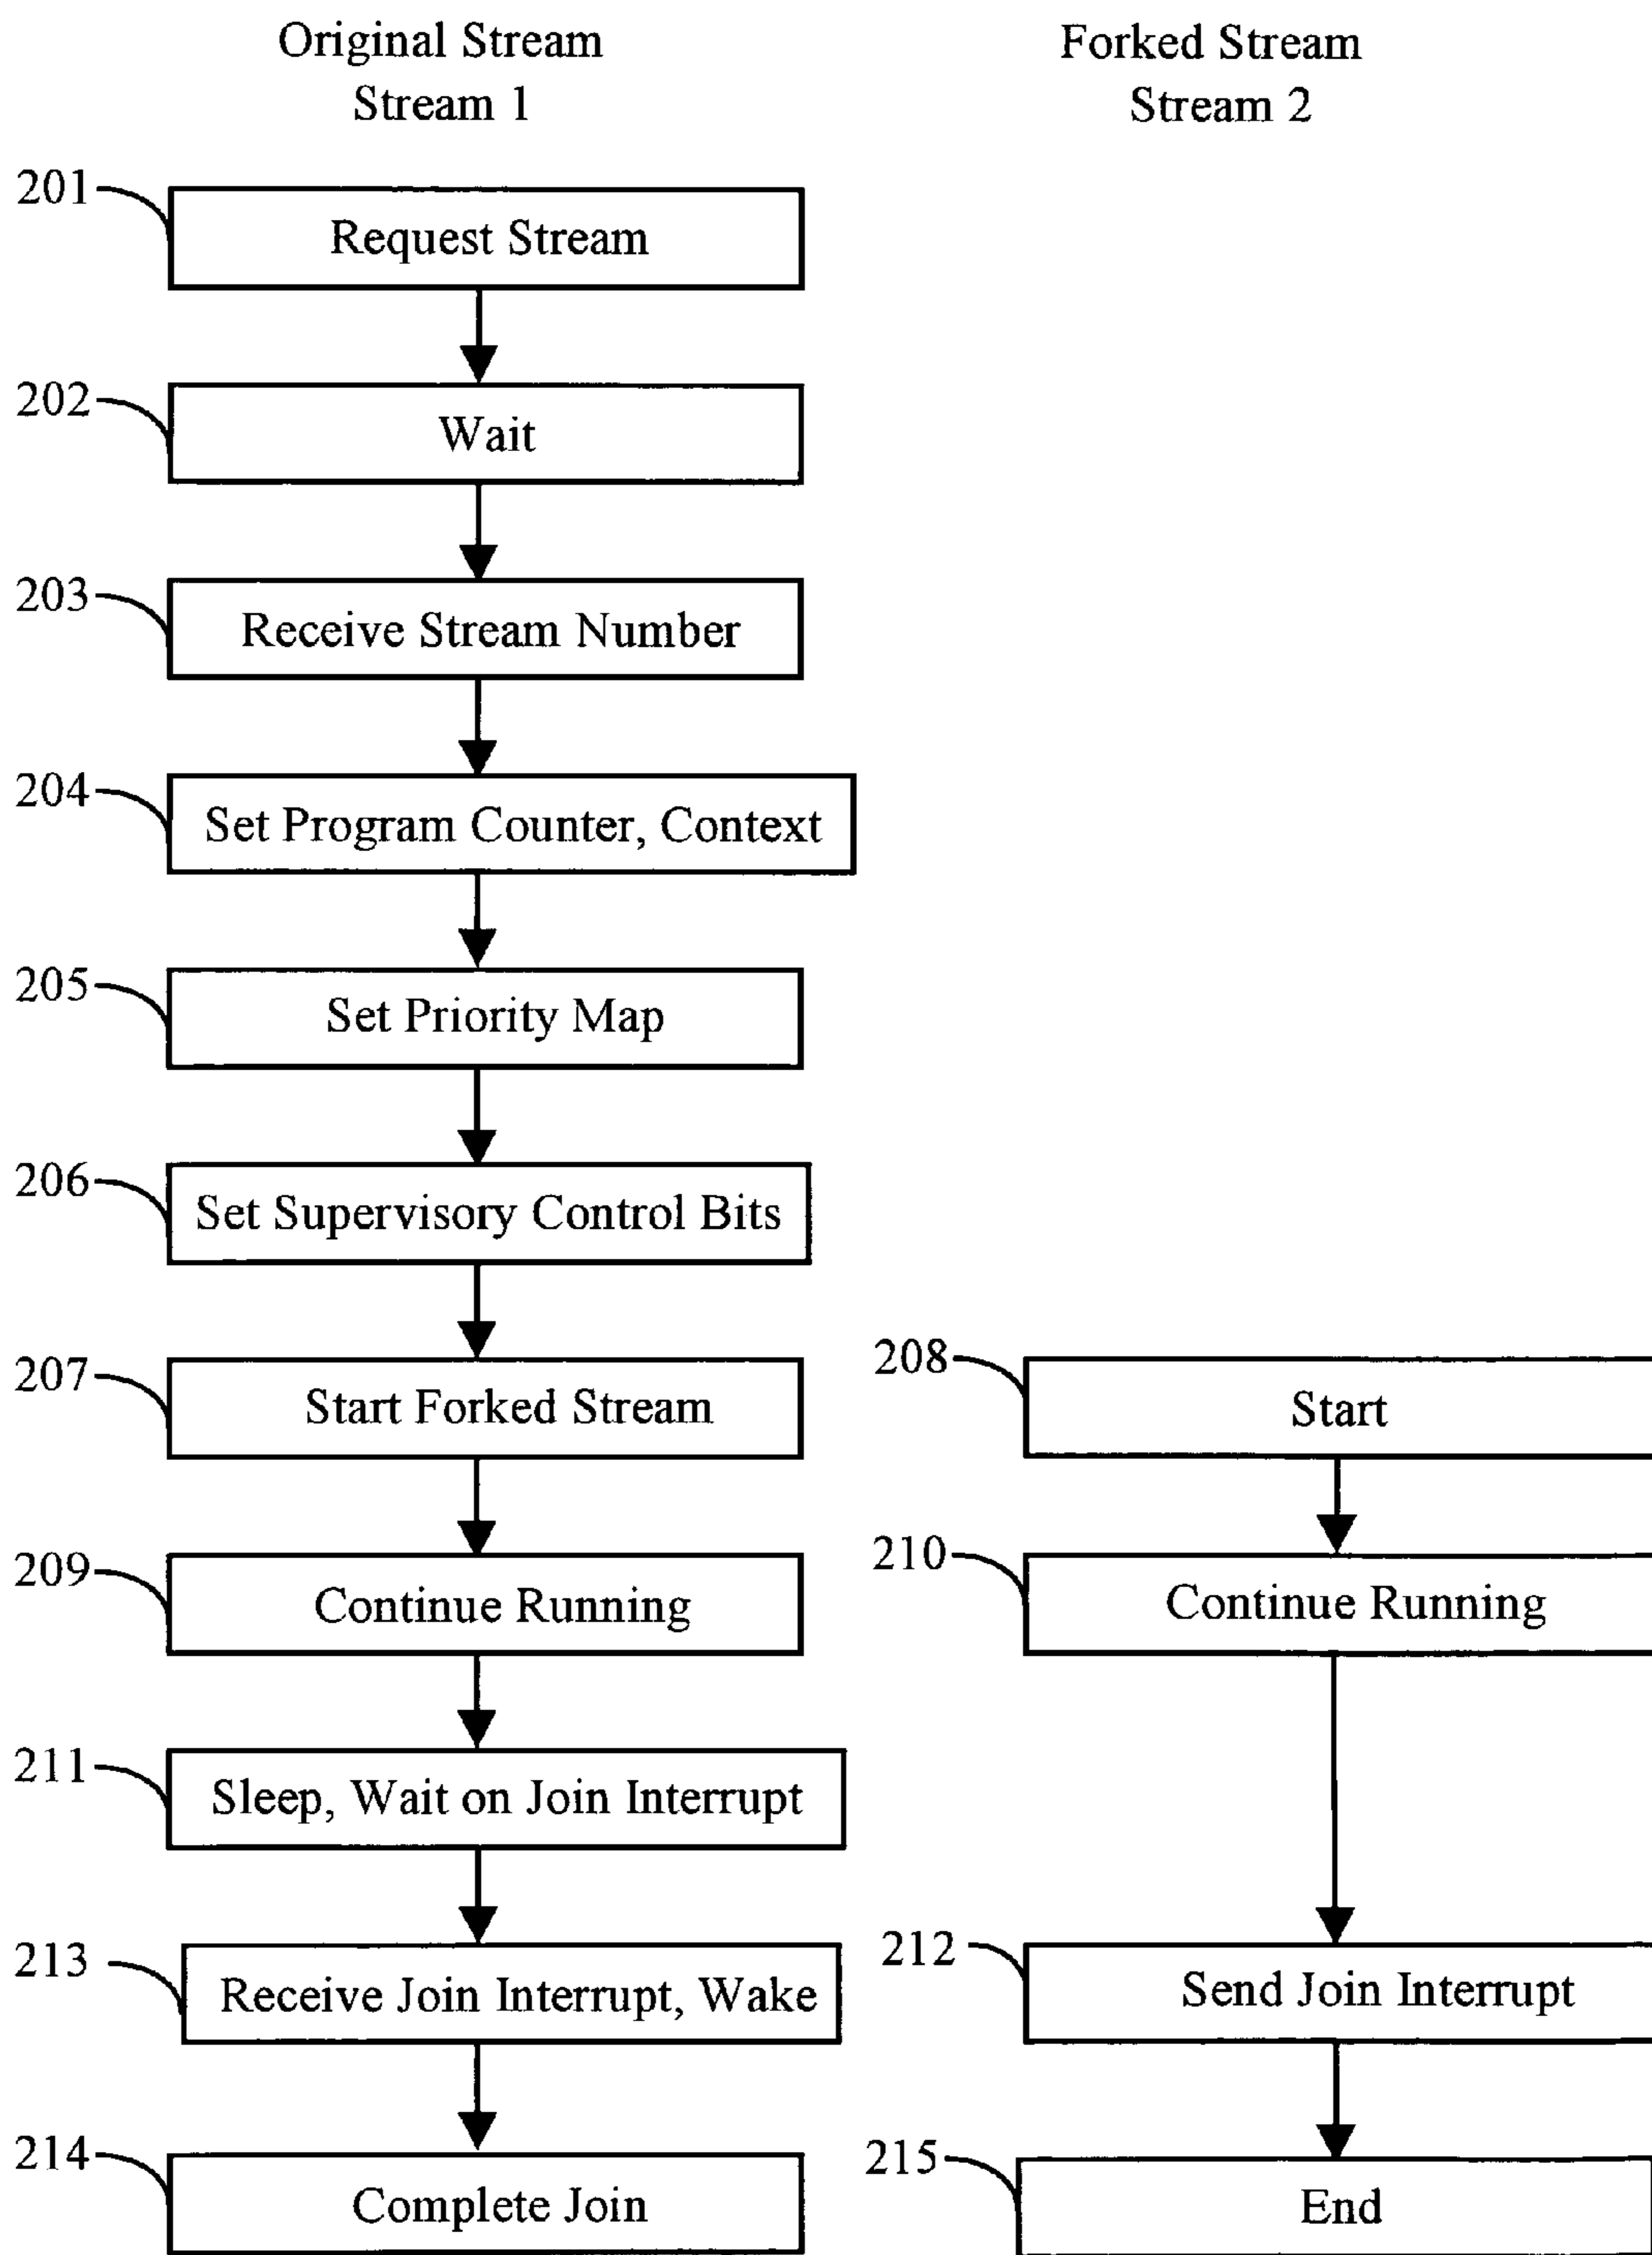 Original Stream
Stream 1
Forked Stream
Stream 2
201
Request Stream
202
Wait
203
Receive Stream Number
204
Set Program Counter, Context
205
Set Priority Map
206
Set Supervisory Control Bits
207
Start Forked Stream
208
Start
209
Continue Running
210
Continue Running
211
Sleep, Wait on Join Interrupt
213
Receive Join Interrupt, Wake
212
Send Join Interrupt
214
Complete Join
215
End